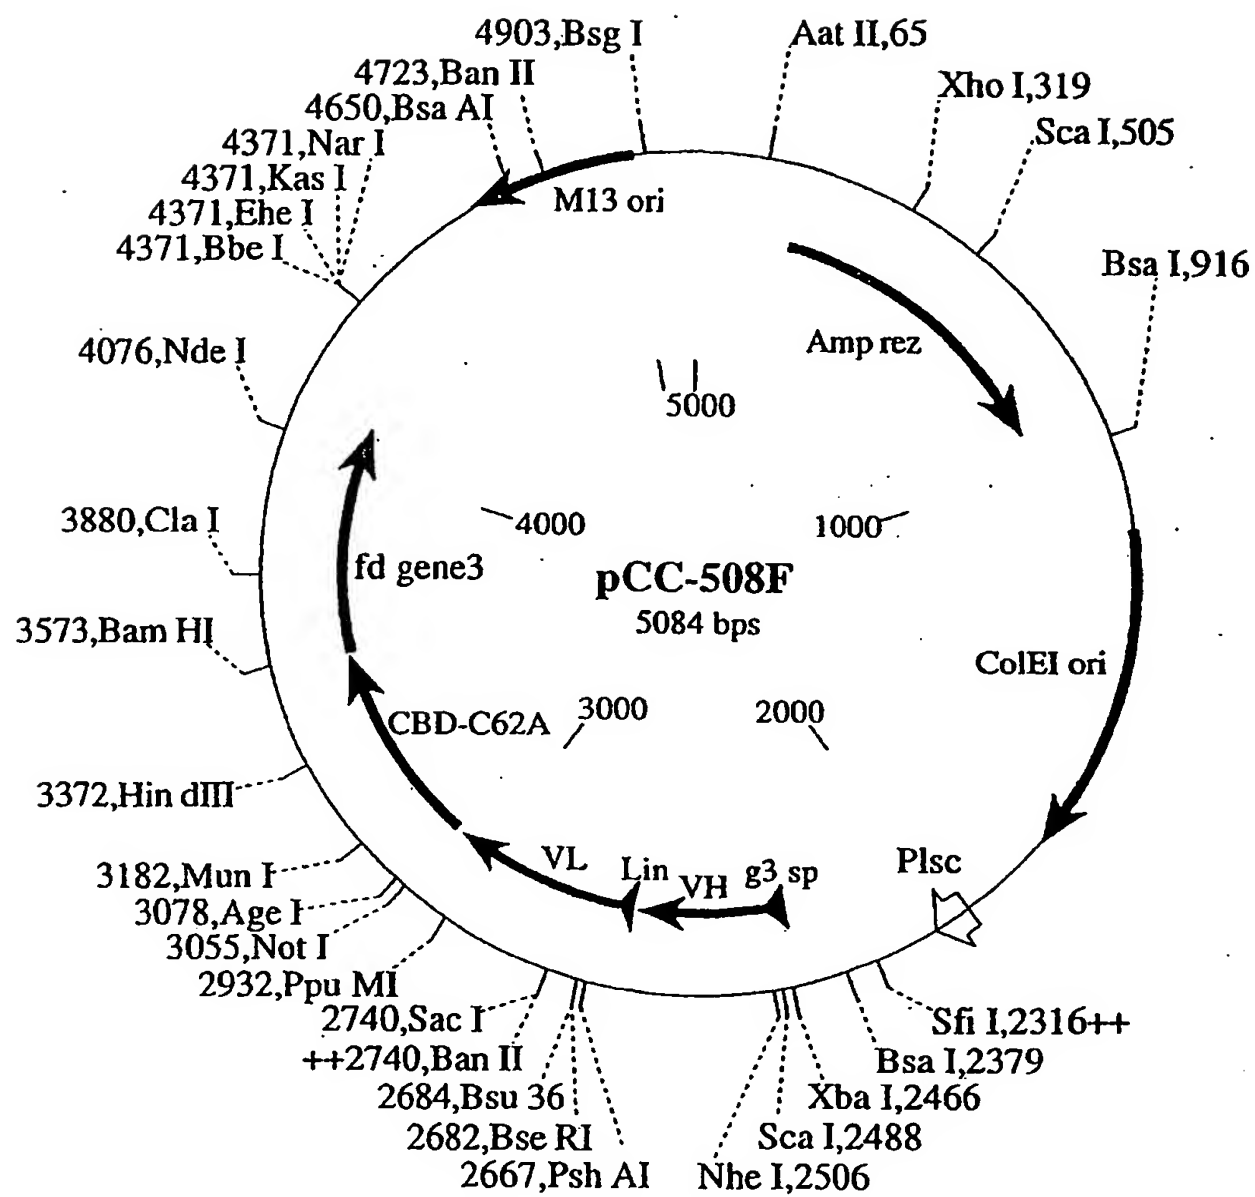 4903,Bsg I
Aat II,65
4723,Ban II
Xho I,319
4650,Bsa AI
Sca I,505
4371,Nar I
4371,Kas I
M13 ori
4371,Ehe I
4371,Bbe I
Bsa I,916
Amp rez
4076,Nde I
5000
3880,Cla I
4000
1000
fd gene3
pCC-508F
5084 bps
3573,Bam HI
ColEI ori
CBD-C62A
3000
2000
3372,Hin dIII
VL
Lin
VH
g3 sp
Plsc
3182,Mun I
3078,Age I
3055,Not I
2932,Ppu MI
2740,Sac I
Sfi I,2316++
++2740,Ban II
Bsa I,2379
2684,Bsu 36
Xba I,2466
2682,Bse RI
Sca I,2488
2667,Psh AI
Nhe I,2506